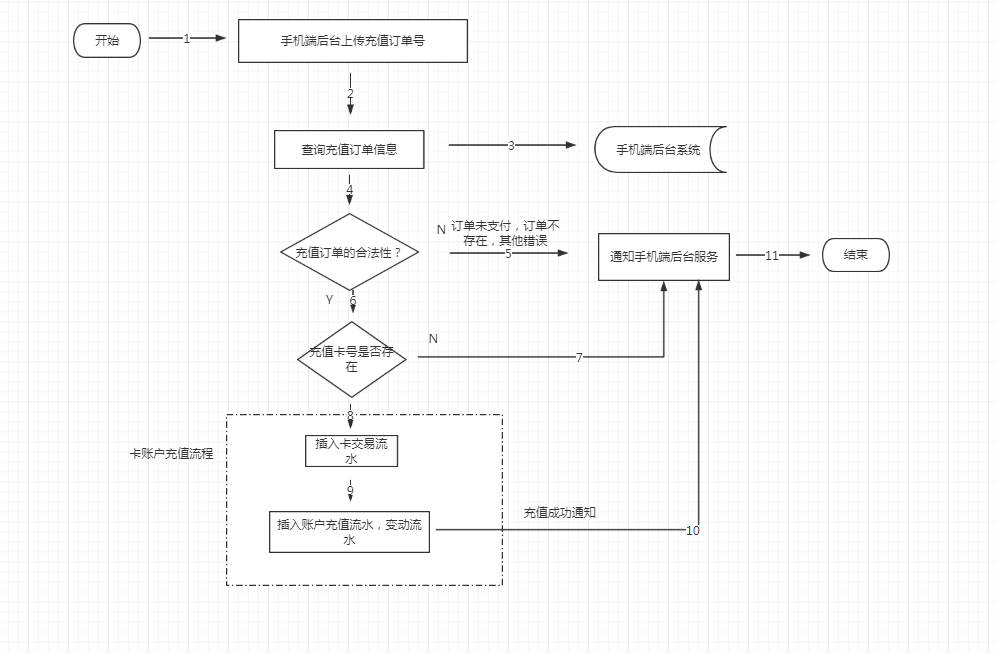 开始
1
手机端后台上传充值订单号
2
查询充值订单信息
3
手机端后台系统
4
充值订单的合法性？
N
订单未支付，订单不
存在，其他错误
5
通知手机端后台服务
11
结束
Y
6
充值卡号是否存
在
N
7
8
卡账户充值流程
插入卡交易流
水
9
插入账户充值流水，变动流
水
充值成功通知
10